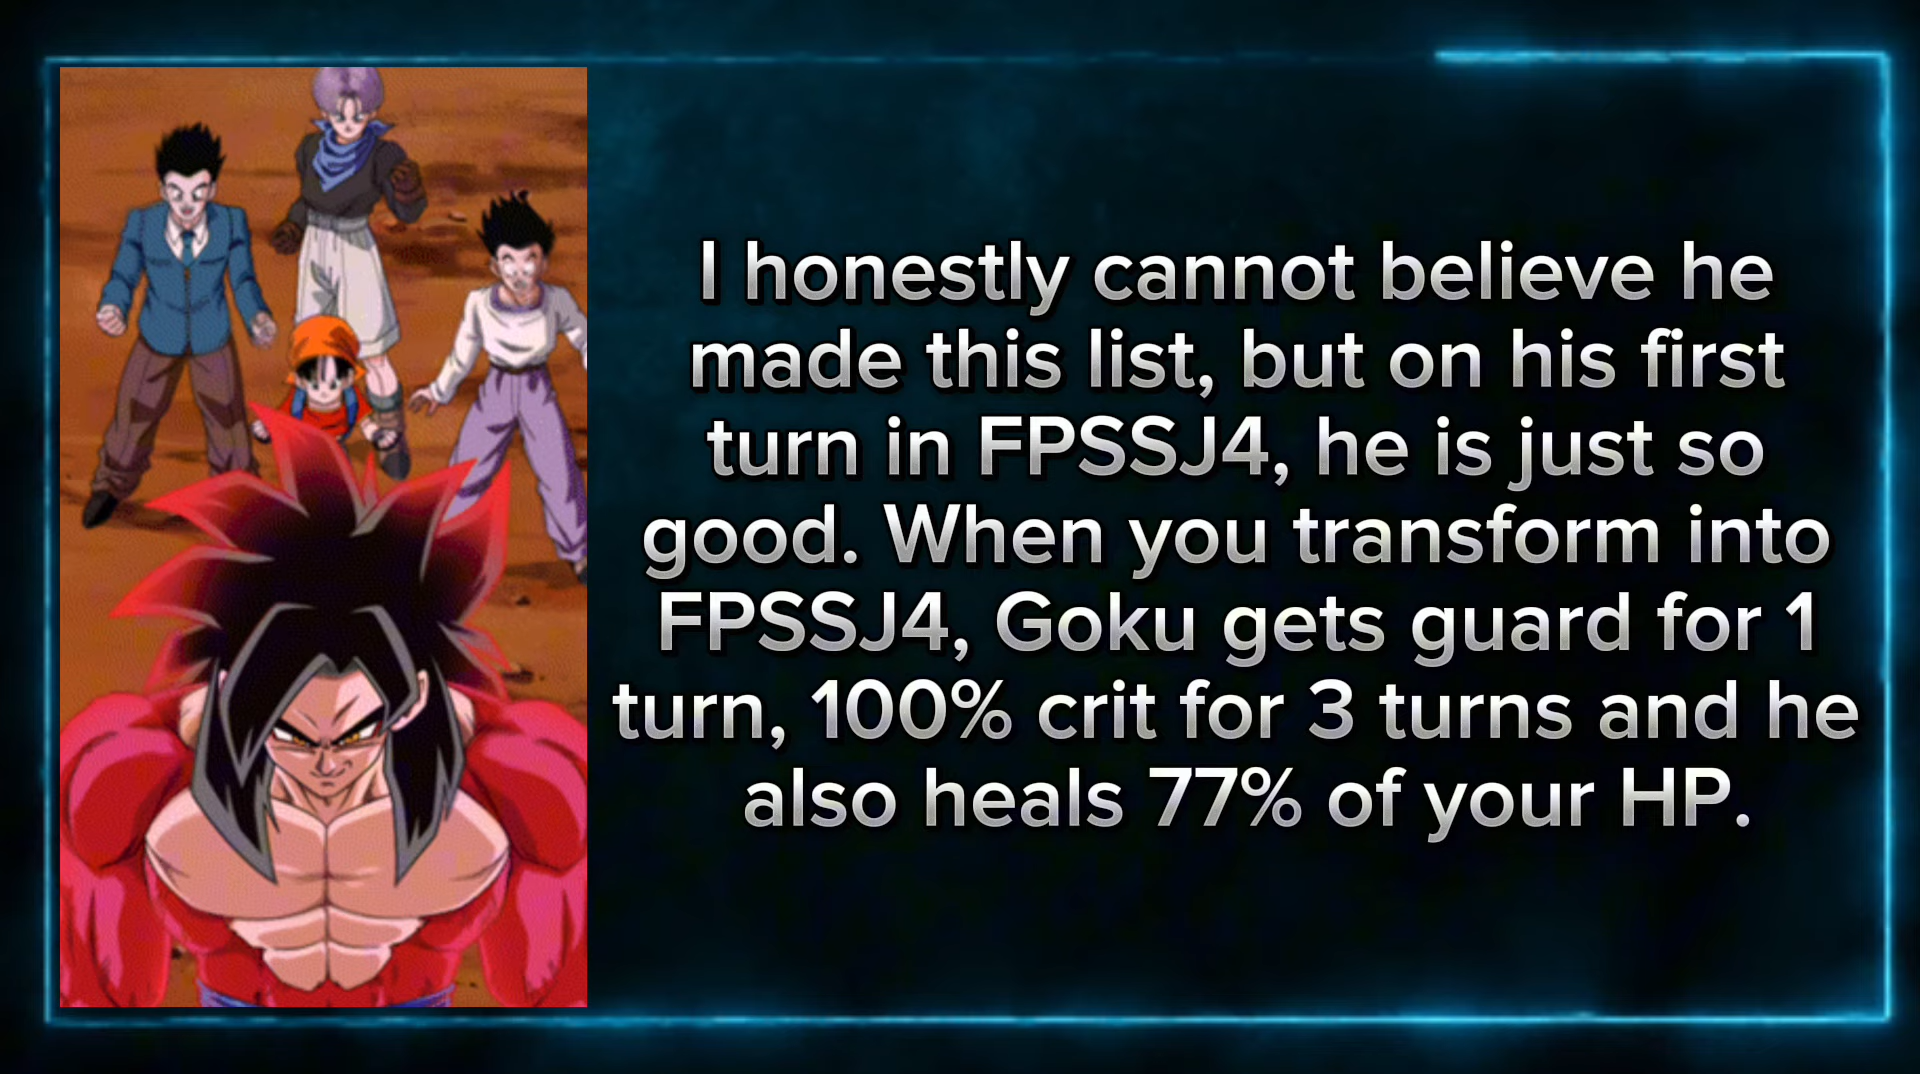 I honestly cannot believe he
made this list, but on his first
turn in FPSSJ4, he is just so
good. When you transform into
FPSSJ4, Goku gets guard for 1
turn, 100% crit for 3 turns and he
also heals 77% of your HP.